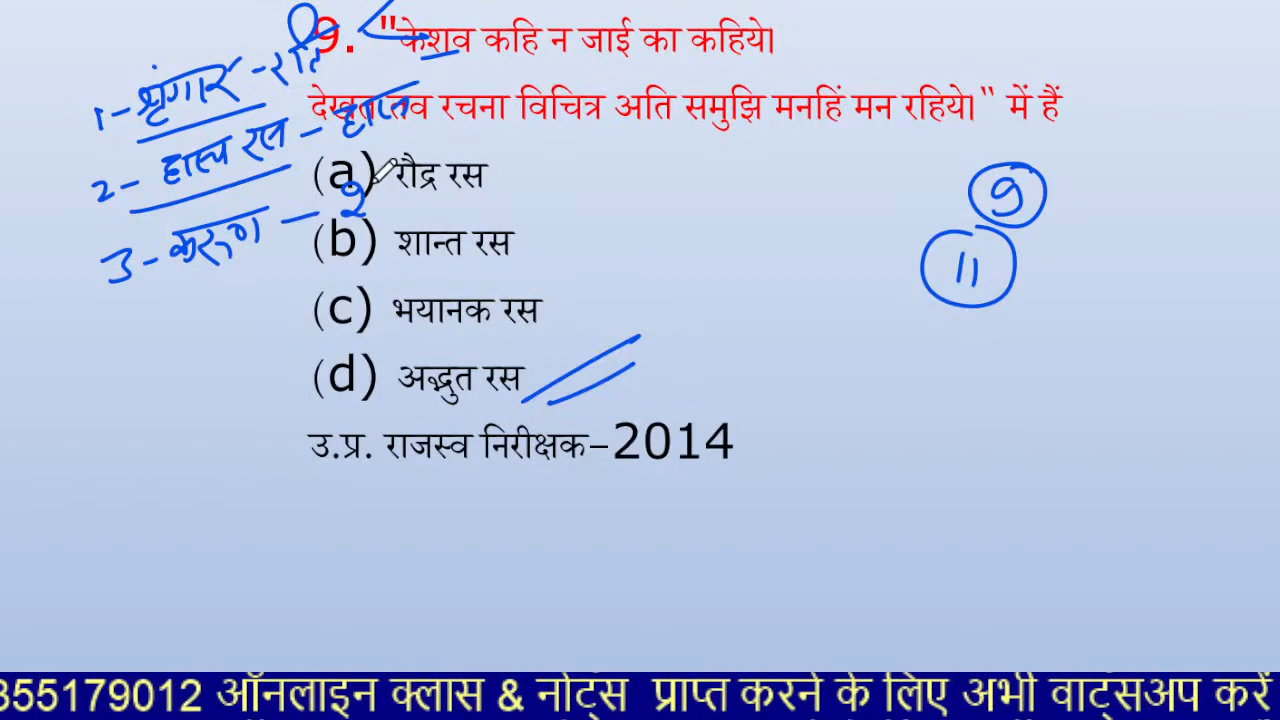 9. "केशव कहि न जाई का कहिये।
देखत तव रचना विचित्र अति समुझि मनहिं मन रहिये।" में हैं
(a) रौद्र रस
(b) शान्त रस
(c) भयानक रस
(d) अद्भुत रस
उ.प्र. राजस्व निरीक्षक–2014
1- श्रृंगार - रति
2- हास्य रस - हास
3- करुण -
9
11
355179012 ऑनलाइन क्लास & नोट्स प्राप्त करने के लिए अभी वाट्सअप करें